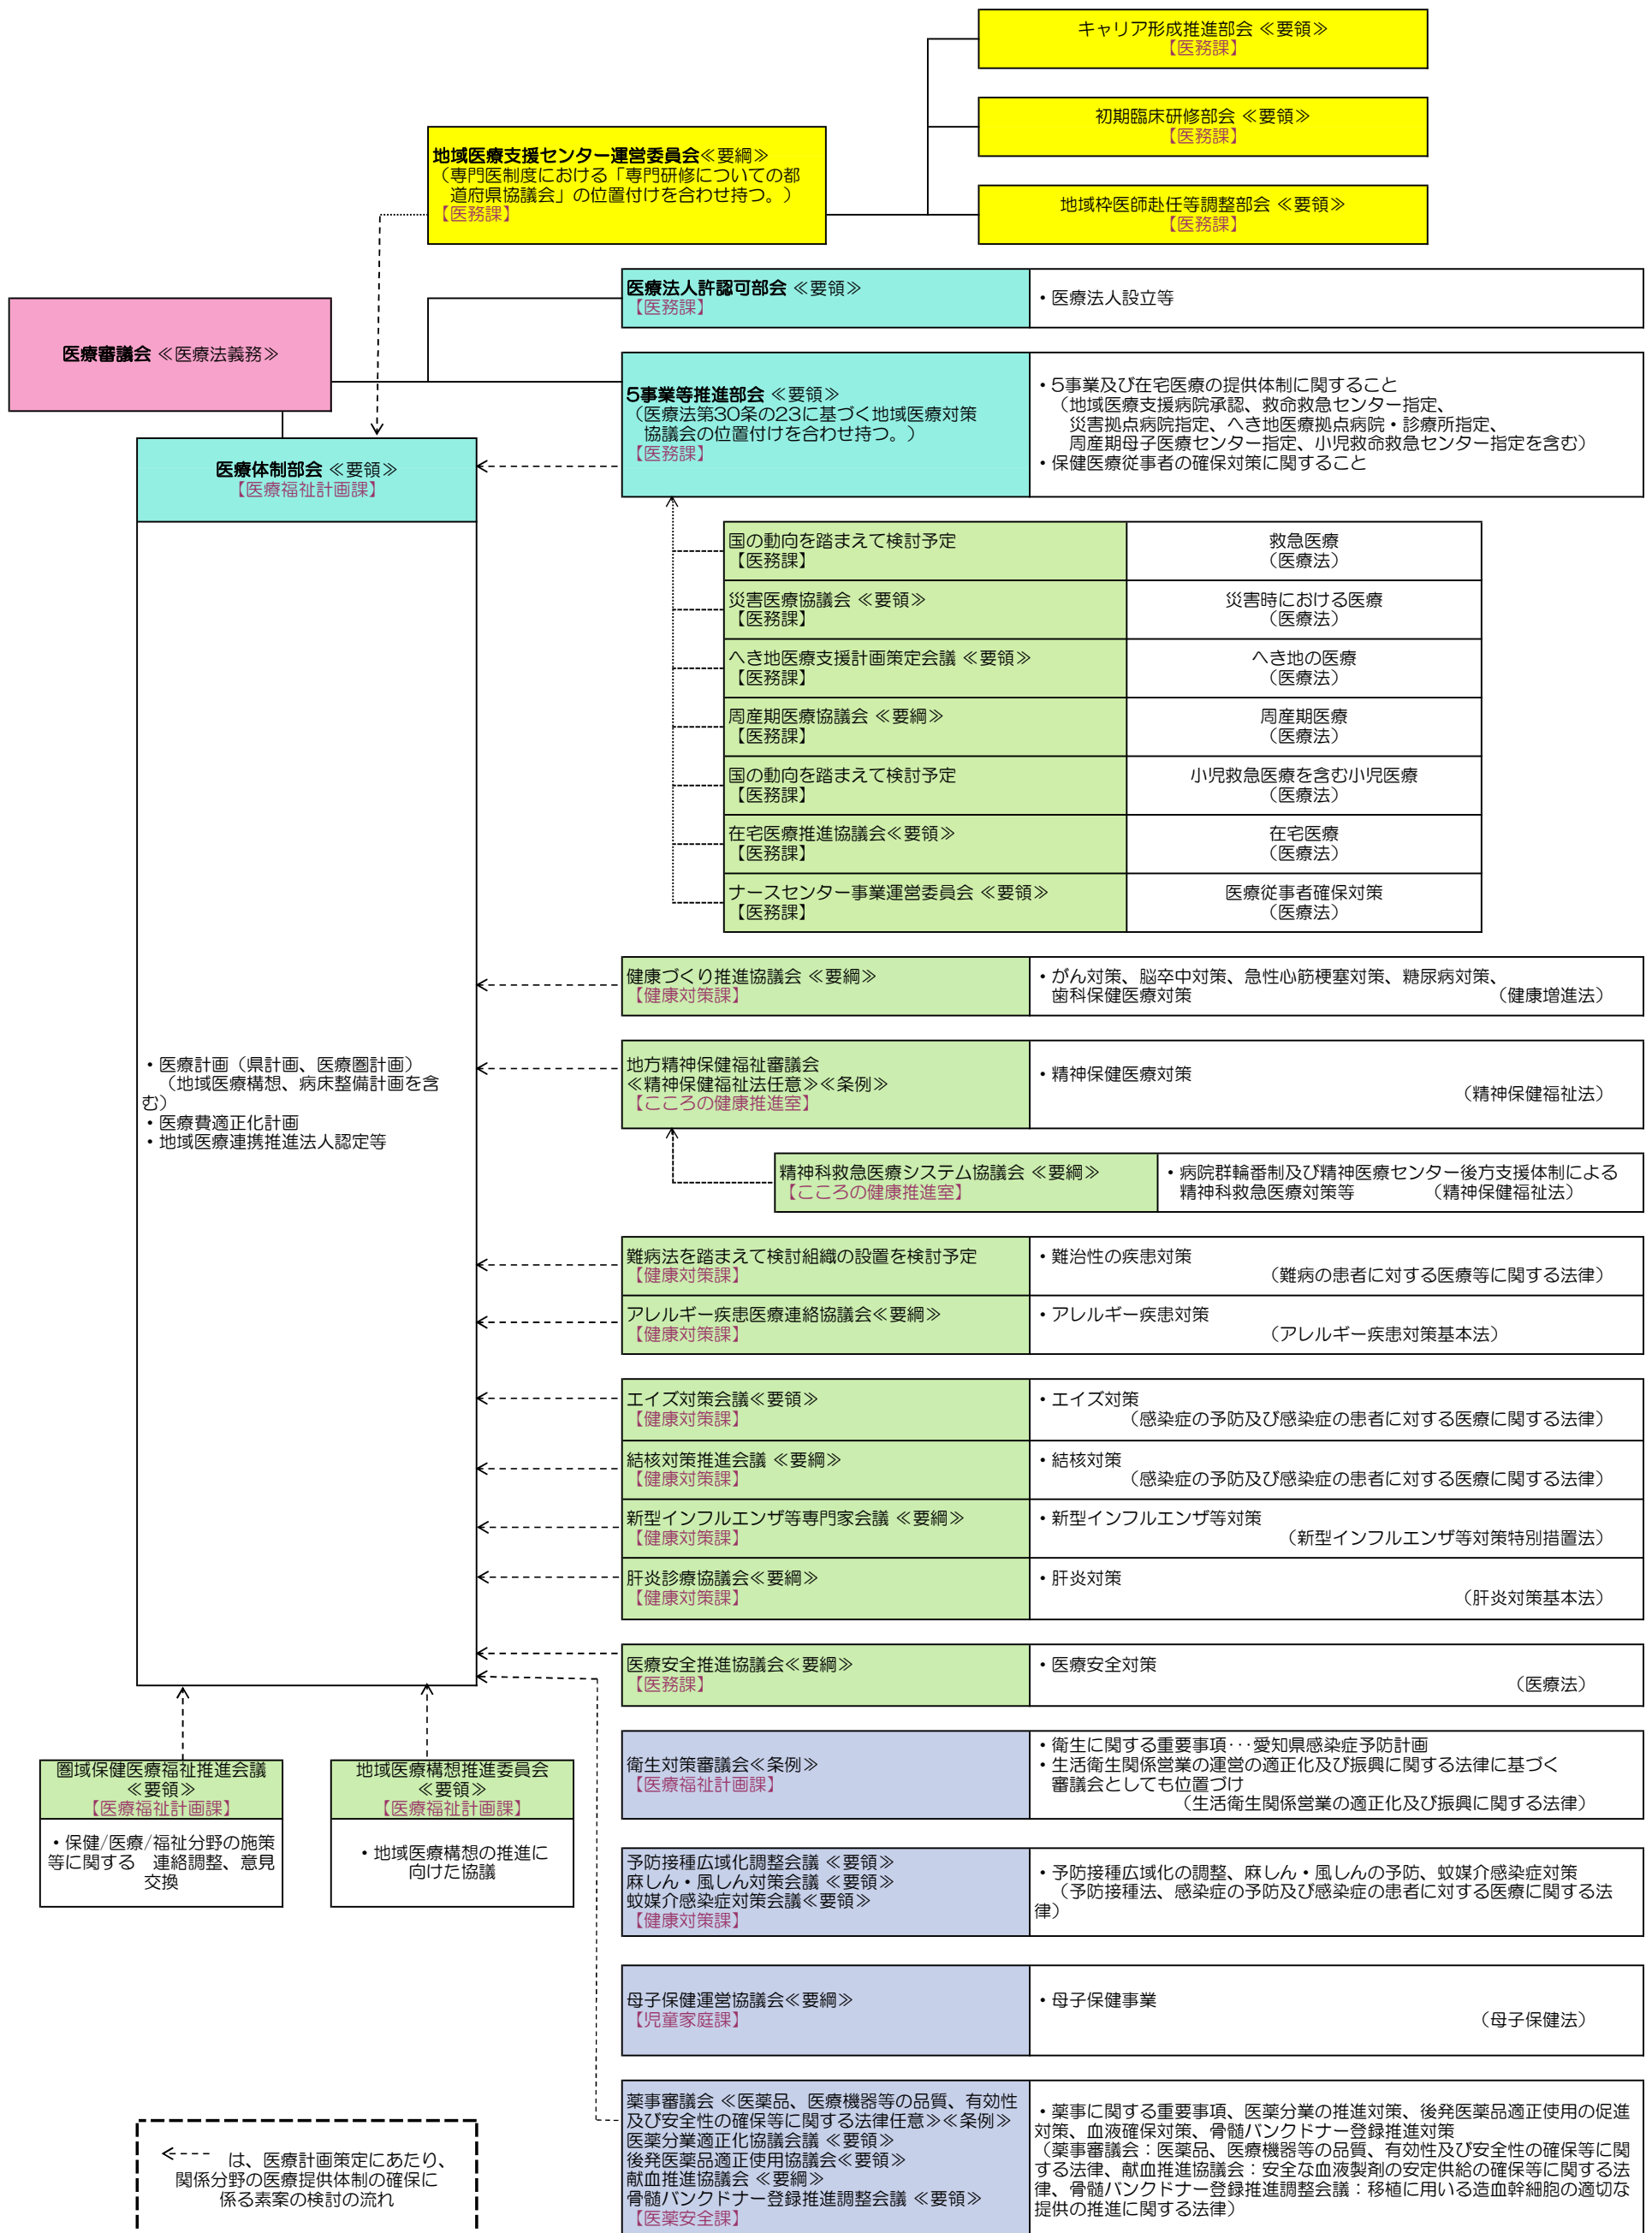 キャリア形成推進部会 ≪要領≫
【医務課】
初期臨床研修部会 ≪要領≫
【医務課】
地域枠医師赴任等調整部会 ≪要領≫
【医務課】
地域医療支援センター運営委員会≪要綱≫
（専門医制度における「専門研修についての都
道府県協議会」の位置付けを合わせ持つ。）
【医務課】
医療審議会 ≪医療法義務≫
医療法人許認可部会 ≪要領≫
【医務課】
・医療法人設立等
5事業等推進部会 ≪要領≫
（医療法第30条の23に基づく地域医療対策
協議会の位置付けを合わせ持つ。）
【医務課】
・5事業及び在宅医療の提供体制に関すること
（地域医療支援病院承認、救命救急センター指定、
災害拠点病院指定、へき地医療拠点病院・診療所指定、
周産期母子医療センター指定、小児救命救急センター指定を含む）
・保健医療従事者の確保対策に関すること
医療体制部会 ≪要領≫
【医療福祉計画課】
・医療計画（県計画、医療圏計画）
（地域医療構想、病床整備計画を含
む）
・医療費適正化計画
・地域医療連携推進法人認定等
国の動向を踏まえて検討予定
【医務課】
救急医療
（医療法）
災害医療協議会 ≪要領≫
【医務課】
災害時における医療
（医療法）
へき地医療支援計画策定会議 ≪要領≫
【医務課】
へき地の医療
（医療法）
周産期医療協議会 ≪要綱≫
【医務課】
周産期医療
（医療法）
国の動向を踏まえて検討予定
【医務課】
小児救急医療を含む小児医療
（医療法）
在宅医療推進協議会≪要領≫
【医務課】
在宅医療
（医療法）
ナースセンター事業運営委員会 ≪要領≫
【医務課】
医療従事者確保対策
（医療法）
健康づくり推進協議会 ≪要綱≫
【健康対策課】
・がん対策、脳卒中対策、急性心筋梗塞対策、糖尿病対策、
歯科保健医療対策 （健康増進法）
地方精神保健福祉審議会
≪精神保健福祉法任意≫≪条例≫
【こころの健康推進室】
・精神保健医療対策
（精神保健福祉法）
精神科救急医療システム協議会 ≪要綱≫
【こころの健康推進室】
・病院群輪番制及び精神医療センター後方支援体制による
精神科救急医療対策等 （精神保健福祉法）
難病法を踏まえて検討組織の設置を検討予定
【健康対策課】
・難治性の疾患対策
（難病の患者に対する医療等に関する法律）
アレルギー疾患医療連絡協議会≪要綱≫
【健康対策課】
・アレルギー疾患対策
（アレルギー疾患対策基本法）
エイズ対策会議≪要領≫
【健康対策課】
・エイズ対策
（感染症の予防及び感染症の患者に対する医療に関する法律）
結核対策推進会議 ≪要綱≫
【健康対策課】
・結核対策
（感染症の予防及び感染症の患者に対する医療に関する法律）
新型インフルエンザ等専門家会議 ≪要綱≫
【健康対策課】
・新型インフルエンザ等対策
（新型インフルエンザ等対策特別措置法）
肝炎診療協議会≪要綱≫
【健康対策課】
・肝炎対策
（肝炎対策基本法）
医療安全推進協議会≪要綱≫
【医務課】
・医療安全対策
（医療法）
圏域保健医療福祉推進会議
≪要領≫
【医療福祉計画課】
・保健/医療/福祉分野の施策
等に関する　連絡調整、意見
交換
地域医療構想推進委員会
≪要領≫
【医療福祉計画課】
・地域医療構想の推進に
向けた協議
衛生対策審議会≪条例≫
【医療福祉計画課】
・衛生に関する重要事項･･･愛知県感染症予防計画
・生活衛生関係営業の運営の適正化及び振興に関する法律に基づく
審議会としても位置づけ
（生活衛生関係営業の適正化及び振興に関する法律）
予防接種広域化調整会議 ≪要領≫
麻しん・風しん対策会議 ≪要領≫
蚊媒介感染症対策会議≪要領≫
【健康対策課】
・予防接種広域化の調整、麻しん・風しんの予防、蚊媒介感染症対策
（予防接種法、感染症の予防及び感染症の患者に対する医療に関する法
律）
母子保健運営協議会≪要綱≫
【児童家庭課】
・母子保健事業
（母子保健法）
薬事審議会 ≪医薬品、医療機器等の品質、有効性
及び安全性の確保等に関する法律任意≫≪条例≫
医薬分業適正化協議会議 ≪要領≫
後発医薬品適正使用協議会≪要領≫
献血推進協議会 ≪要綱≫
骨髄バンクドナー登録推進調整会議 ≪要領≫
【医薬安全課】
・薬事に関する重要事項、医薬分業の推進対策、後発医薬品適正使用の促進
対策、血液確保対策、骨髄バンクドナー登録推進対策
（薬事審議会：医薬品、医療機器等の品質、有効性及び安全性の確保等に関
する法律、献血推進協議会：安全な血液製剤の安定供給の確保等に関する法
律、骨髄バンクドナー登録推進調整会議：移植に用いる造血幹細胞の適切な
提供の推進に関する法律）
は、医療計画策定にあたり、
関係分野の医療提供体制の確保に
係る素案の検討の流れ